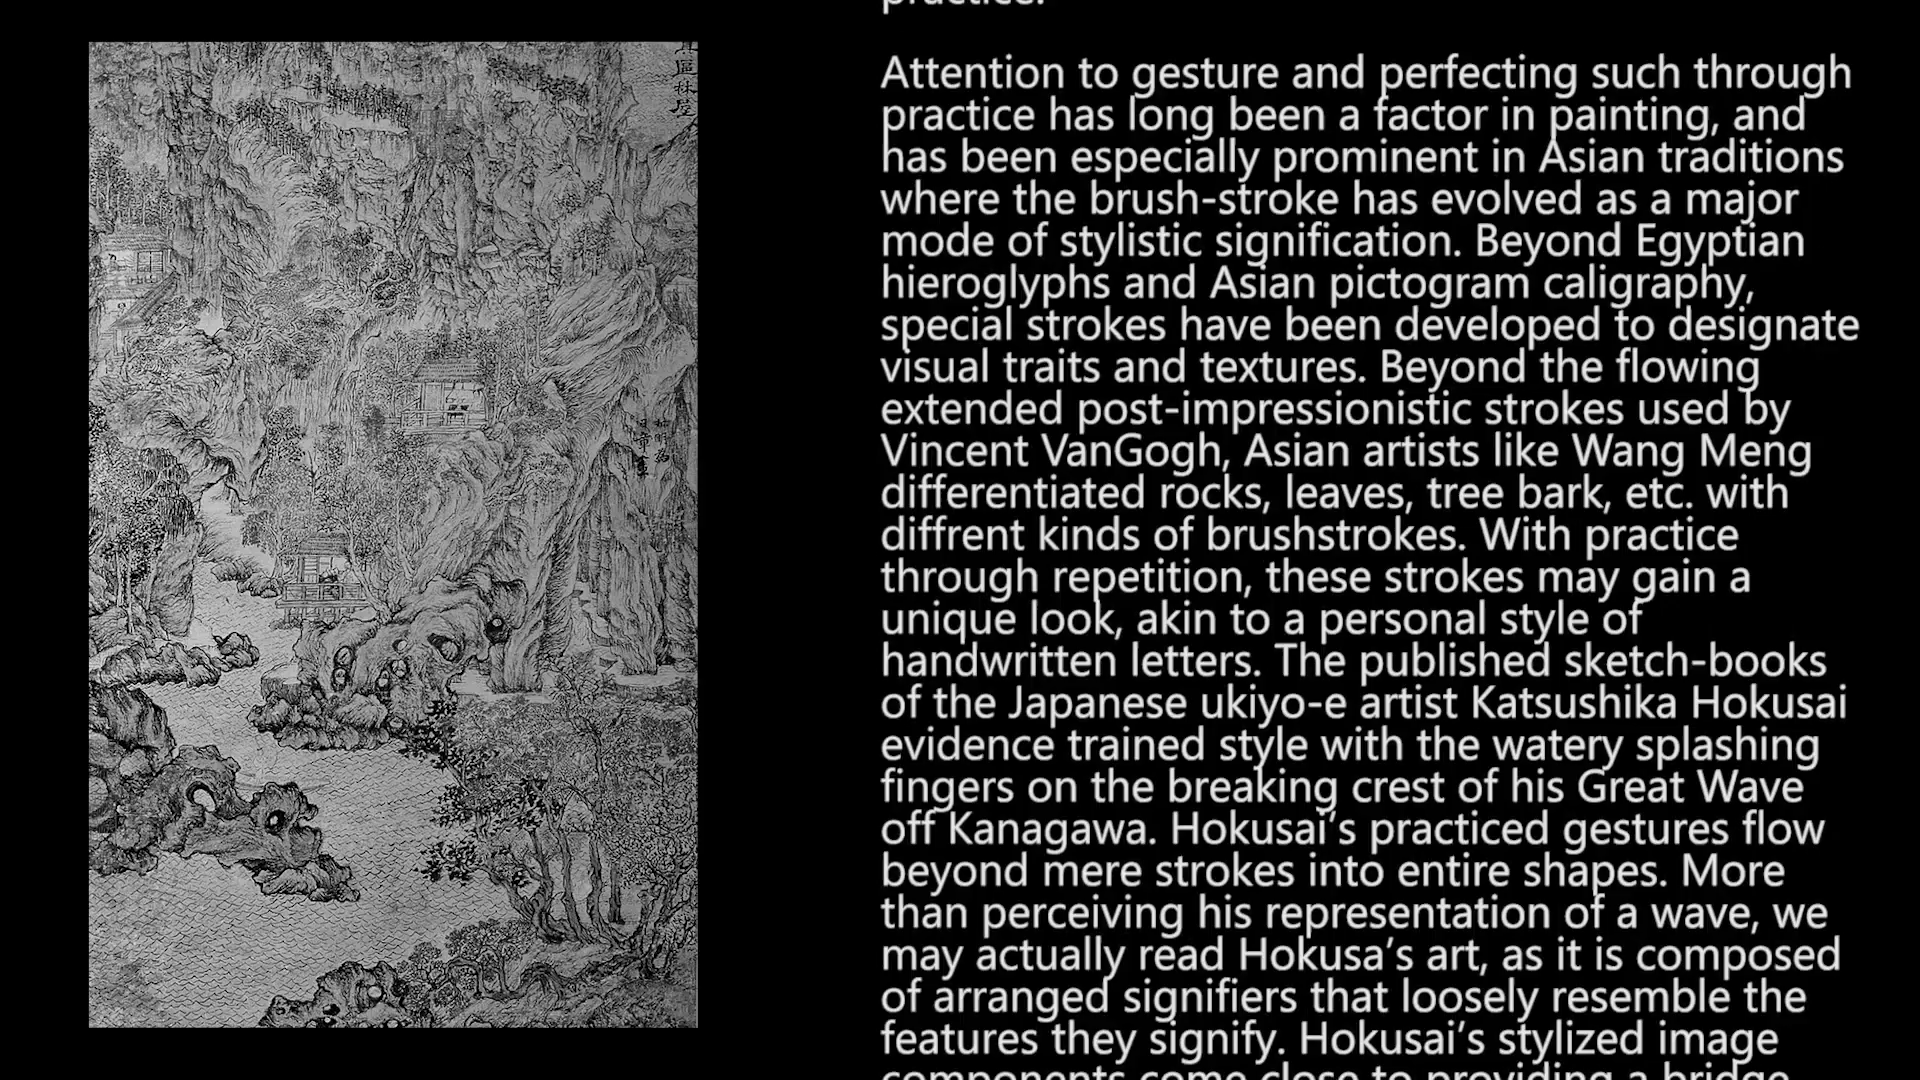 practice.
Attention to gesture and perfecting such through
practice has long been a factor in painting, and
has been especially prominent in Asian traditions
where the brush-stroke has evolved as a major
mode of stylistic signification. Beyond Egyptian
hieroglyphs and Asian pictogram caligraphy,
special strokes have been developed to designate
visual traits and textures. Beyond the flowing
extended post-impressionistic strokes used by
Vincent VanGogh, Asian artists like Wang Meng
differentiated rocks, leaves, tree bark, etc. with
diffrent kinds of brushstrokes. With practice
through repetition, these strokes may gain a
unique look, akin to a personal style of
handwritten letters. The published sketch-books
of the Japanese ukiyo-e artist Katsushika Hokusai
evidence trained style with the watery splashing
fingers on the breaking crest of his Great Wave
off Kanagawa. Hokusai’s practiced gestures flow
beyond mere strokes into entire shapes. More
than perceiving his representation of a wave, we
may actually read Hokusa’s art, as it is composed
of arranged signifiers that loosely resemble the
features they signify. Hokusai’s stylized image
components come close to providing a bridge